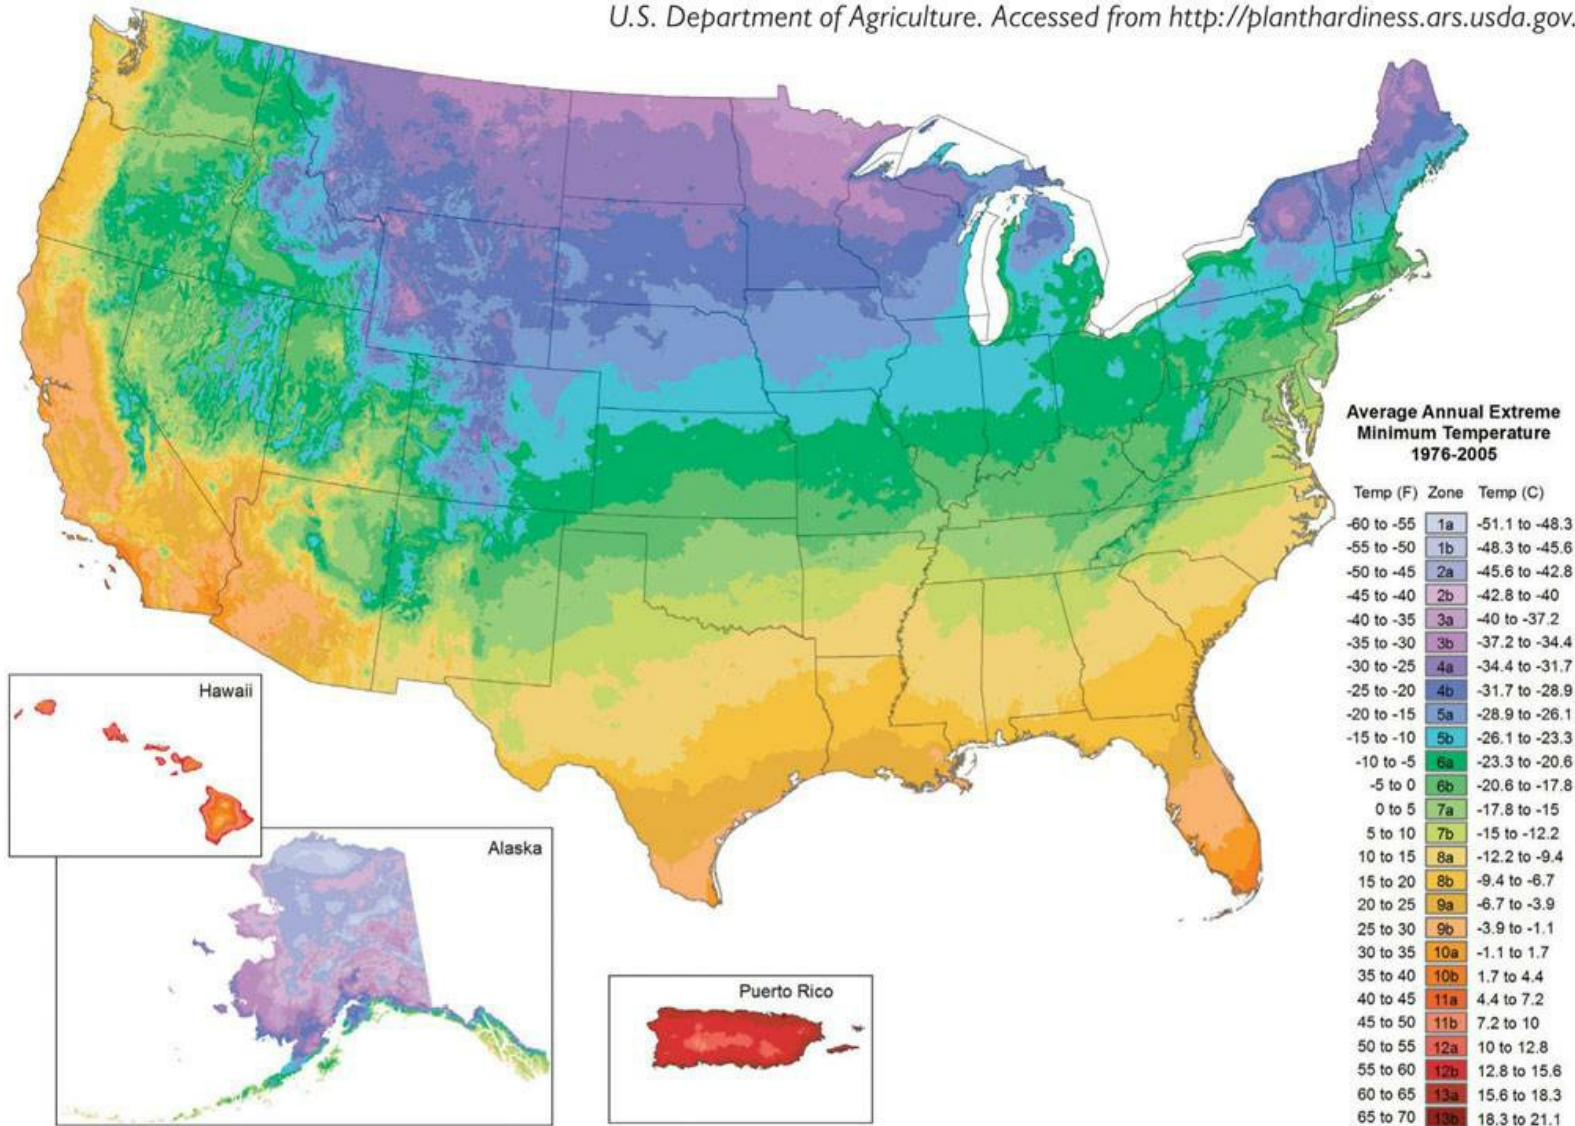 U.S. Department of Agriculture. Accessed from http://planthardiness.ars.usda.gov.
Average Annual Extreme
Minimum Temperature
1976-2005
Temp (F) Zone Temp (C)
-60 to -55 1a -51.1 to -48.3
-55 to -50 1b -48.3 to -45.6
-50 to -45 2a -45.6 to -42.8
-45 to -40 2b -42.8 to -40
-40 to -35 3a -40 to -37.2
-35 to -30 3b -37.2 to -34.4
-30 to -25 4a -34.4 to -31.7
-25 to -20 4b -31.7 to -28.9
-20 to -15 5a -28.9 to -26.1
-15 to -10 5b -26.1 to -23.3
-10 to -5 6a -23.3 to -20.6
-5 to 0 6b -20.6 to -17.8
0 to 5 7a -17.8 to -15
5 to 10 7b -15 to -12.2
10 to 15 8a -12.2 to -9.4
15 to 20 8b -9.4 to -6.7
20 to 25 9a -6.7 to -3.9
25 to 30 9b -3.9 to -1.1
30 to 35 10a -1.1 to 1.7
35 to 40 10b 1.7 to 4.4
40 to 45 11a 4.4 to 7.2
45 to 50 11b 7.2 to 10
50 to 55 12a 10 to 12.8
55 to 60 12b 12.8 to 15.6
60 to 65 13a 15.6 to 18.3
65 to 70 13b 18.3 to 21.1
Hawaii
Alaska
Puerto Rico